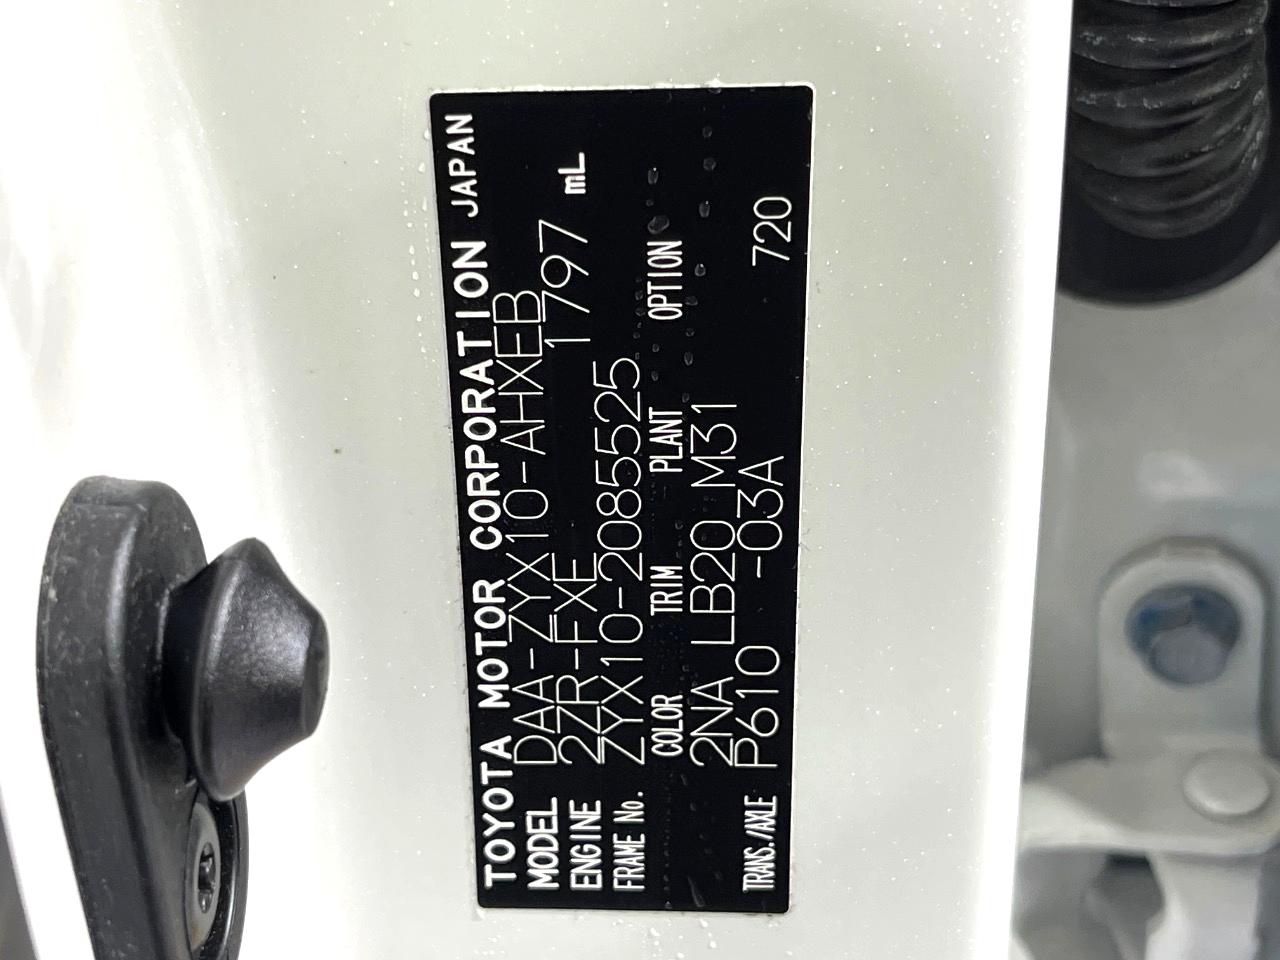 TOYOTA MOTOR CORPORATION JAPAN
MODEL DAA-ZYX10-AHXEB
ENGINE 2ZR-FXE 1797 mL
FRAME No. ZYX10-2085525
COLOR TRIM PLANT OPTION
2NA LB20 M31
TRANS./AXLE P610 -03A 720